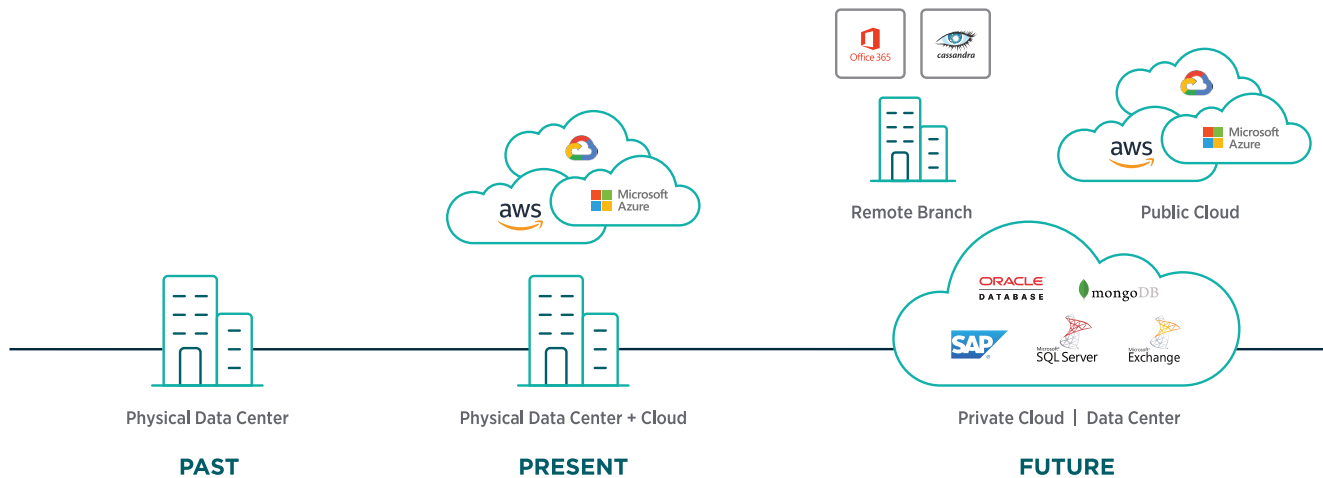 Office 365
cassandra
aws
Microsoft
Azure
aws
Microsoft
Azure
Remote Branch
Public Cloud
ORACLE
DATABASE
mongoDB
SAP
Microsoft
SQL Server
Microsoft
Exchange
Physical Data Center
Physical Data Center + Cloud
Private Cloud | Data Center
PAST
PRESENT
FUTURE